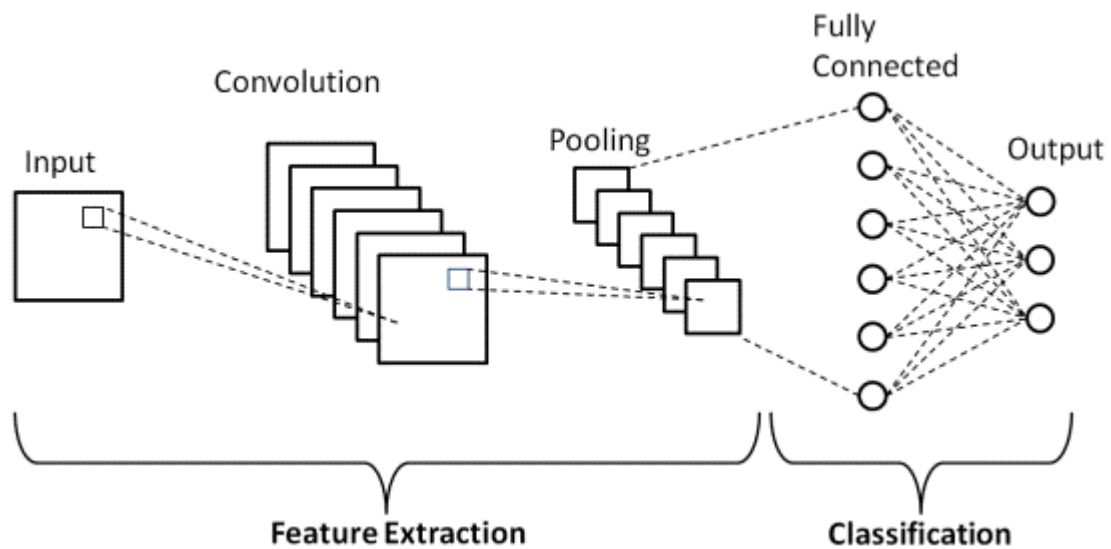 Input
Convolution
Pooling
Fully
Connected
Output
Feature Extraction
Classification